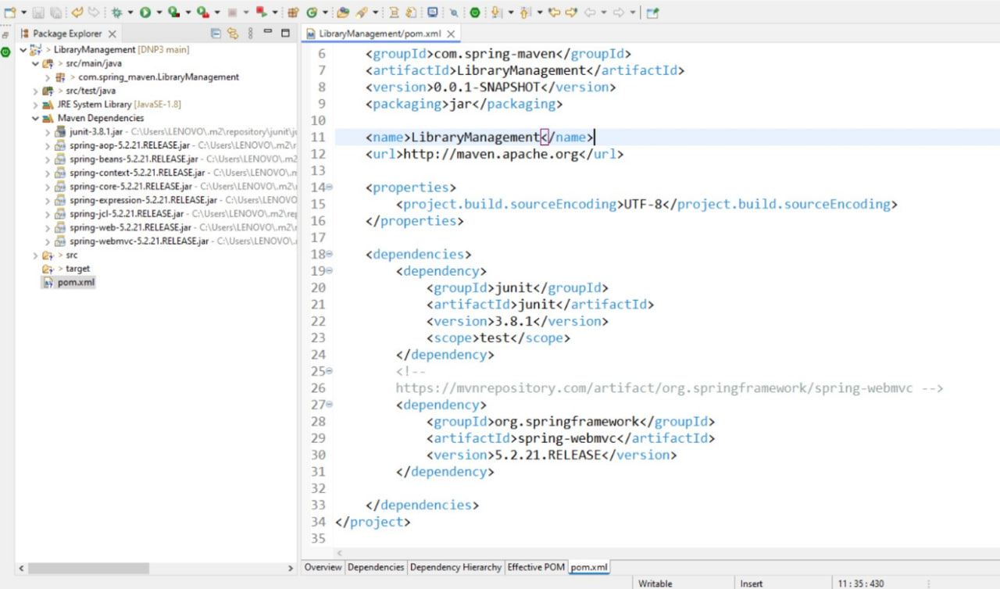 Package Explorer
LibraryManagement [DNP3 main]
src/main/java
com.spring_maven.LibraryManagement
src/test/java
JRE System Library [JavaSE-1.8]
Maven Dependencies
junit-3.8.1.jar - C:\Users\LENOVO\.m2\repository\junit\ju
spring-aop-5.2.21.RELEASE.jar - C:\Users\LENOVO\.m2\r
spring-beans-5.2.21.RELEASE.jar - C:\Users\LENOVO\.m2
spring-context-5.2.21.RELEASE.jar - C:\Users\LENOVO\.m
spring-core-5.2.21.RELEASE.jar - C:\Users\LENOVO\.m2\
spring-expression-5.2.21.RELEASE.jar - C:\Users\LENOV
spring-jcl-5.2.21.RELEASE.jar - C:\Users\LENOVO\.m2\rep
spring-web-5.2.21.RELEASE.jar - C:\Users\LENOVO\.m2\r
spring-webmvc-5.2.21.RELEASE.jar - C:\Users\LENOVO\.
src
target
pom.xml
LibraryManagement/pom.xml
6 <groupId>com.spring-maven</groupId>
7 <artifactId>LibraryManagement</artifactId>
8 <version>0.0.1-SNAPSHOT</version>
9 <packaging>jar</packaging>
10
11 <name>LibraryManagement</name>
12 <url>http://maven.apache.org</url>
13
14 <properties>
15 <project.build.sourceEncoding>UTF-8</project.build.sourceEncoding>
16 </properties>
17
18 <dependencies>
19 <dependency>
20 <groupId>junit</groupId>
21 <artifactId>junit</artifactId>
22 <version>3.8.1</version>
23 <scope>test</scope>
24 </dependency>
25 <!--
26 https://mvnrepository.com/artifact/org.springframework/spring-webmvc -->
27 <dependency>
28 <groupId>org.springframework</groupId>
29 <artifactId>spring-webmvc</artifactId>
30 <version>5.2.21.RELEASE</version>
31 </dependency>
32
33 </dependencies>
34 </project>
35
Overview Dependencies Dependency Hierarchy Effective POM pom.xml
Writable Insert 11 : 35 : 430